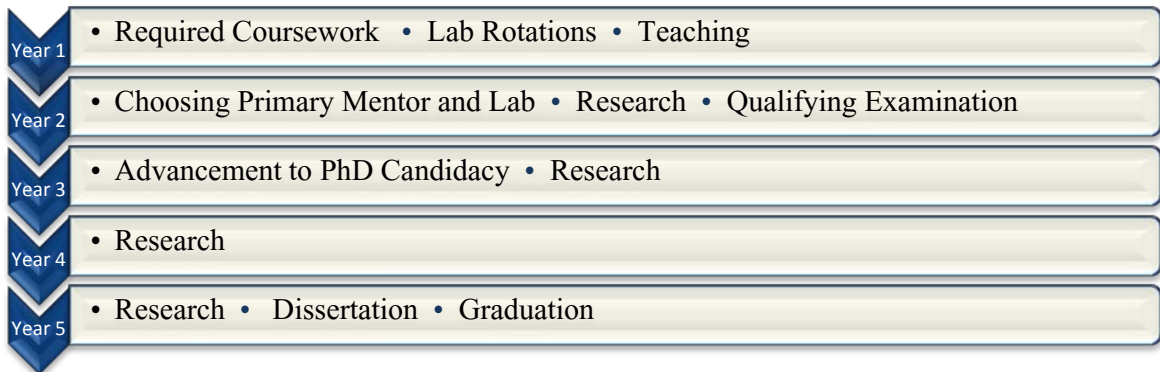 Year 1
• Required Coursework • Lab Rotations • Teaching
Year 2
• Choosing Primary Mentor and Lab • Research • Qualifying Examination
Year 3
• Advancement to PhD Candidacy • Research
Year 4
• Research
Year 5
• Research • Dissertation • Graduation